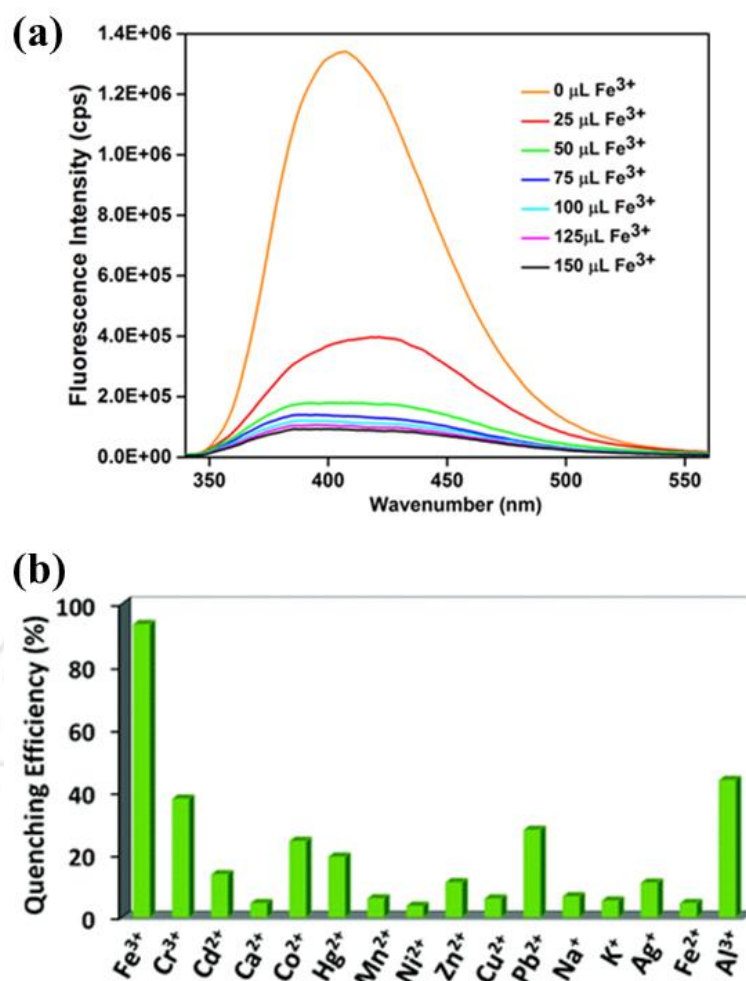 (a)
Fluorescence Intensity (cps)
1.4E+06
1.2E+06
1.0E+06
8.0E+05
6.0E+05
4.0E+05
2.0E+05
0.0E+00
0 μL Fe³⁺
25 μL Fe³⁺
50 μL Fe³⁺
75 μL Fe³⁺
100 μL Fe³⁺
125μL Fe³⁺
150 μL Fe³⁺
350 400 450 500 550
Wavenumber (nm)
(b)
Quenching Efficiency (%)
100
80
60
40
20
0
Fe³⁺ Cr³⁺ Cd²⁺ Ca²⁺ Co²⁺ Hg²⁺ Mn²⁺ Ni²⁺ Zn²⁺ Cu²⁺ Pb²⁺ Na⁺ K⁺ Ag⁺ Fe²⁺ Al³⁺